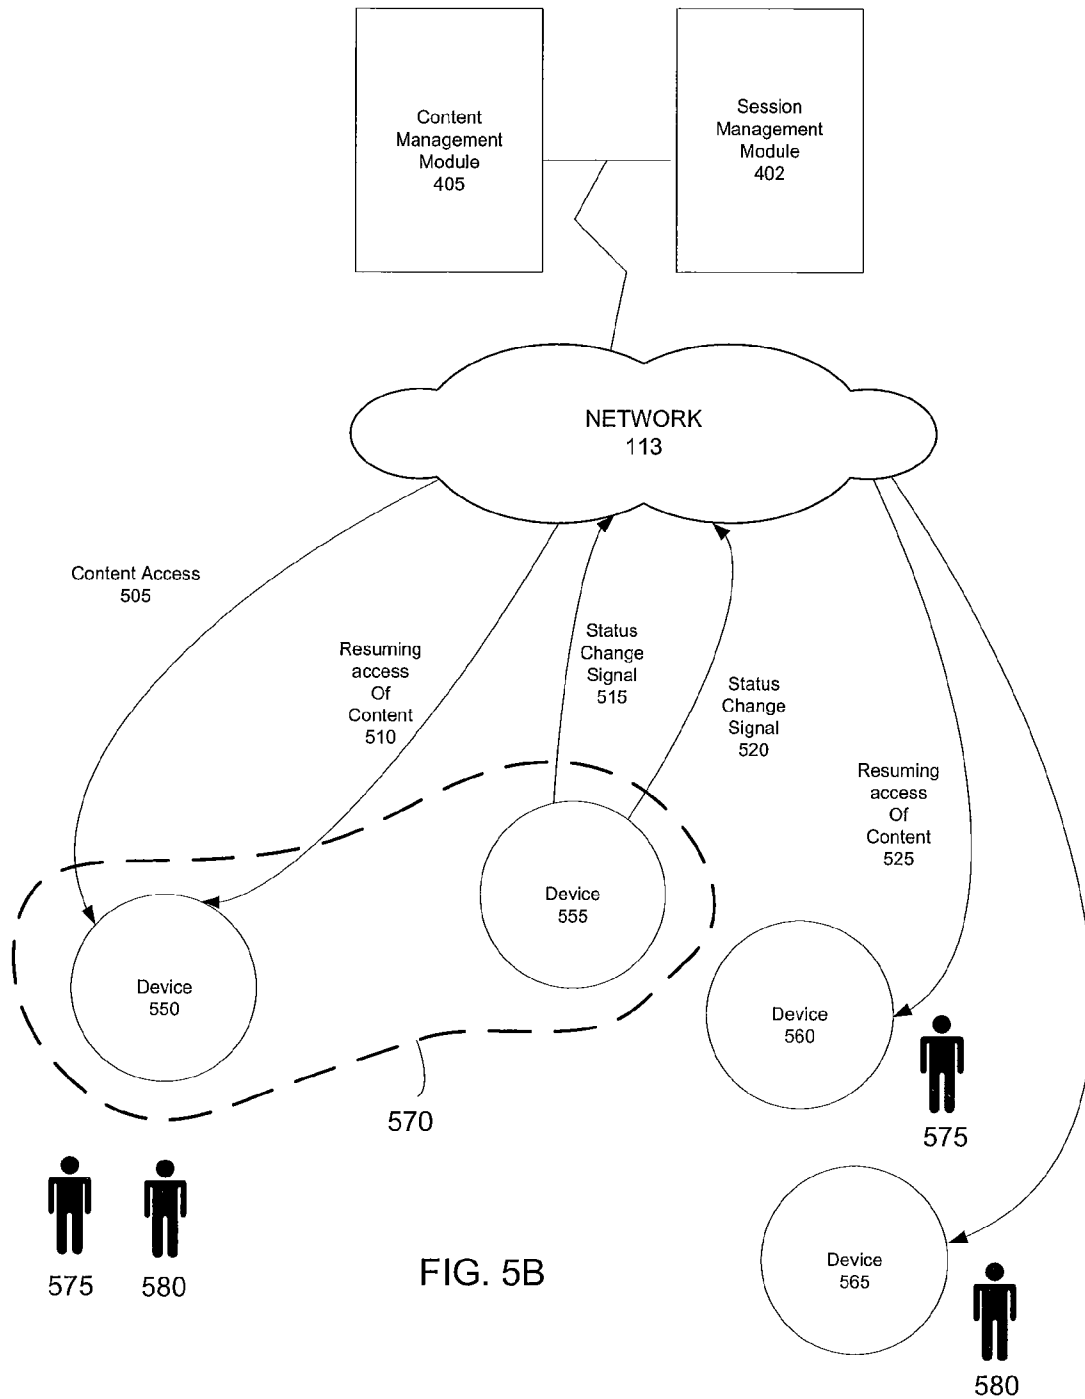 Content
Management
Module
405
Session
Management
Module
402
NETWORK
113
Content Access
505
Resuming
access
Of
Content
510
Status
Change
Signal
515
Status
Change
Signal
520
Resuming
access
Of
Content
525
Device
550
Device
555
Device
560
Device
565
570
575
575
580
580
FIG. 5B